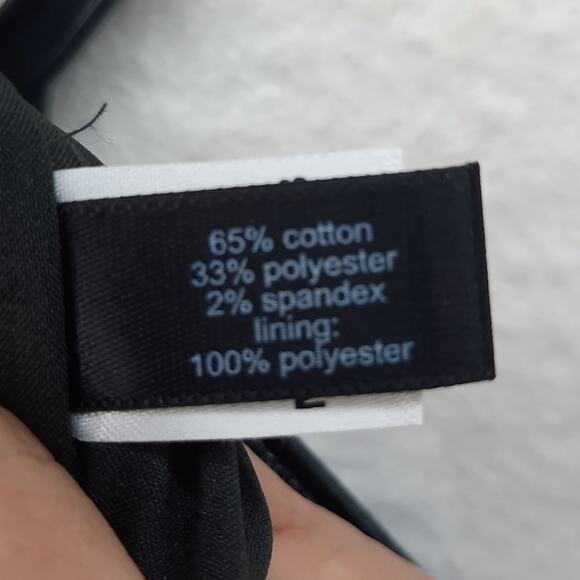 65% cotton
33% polyester
2% spandex
lining:
100% polyester